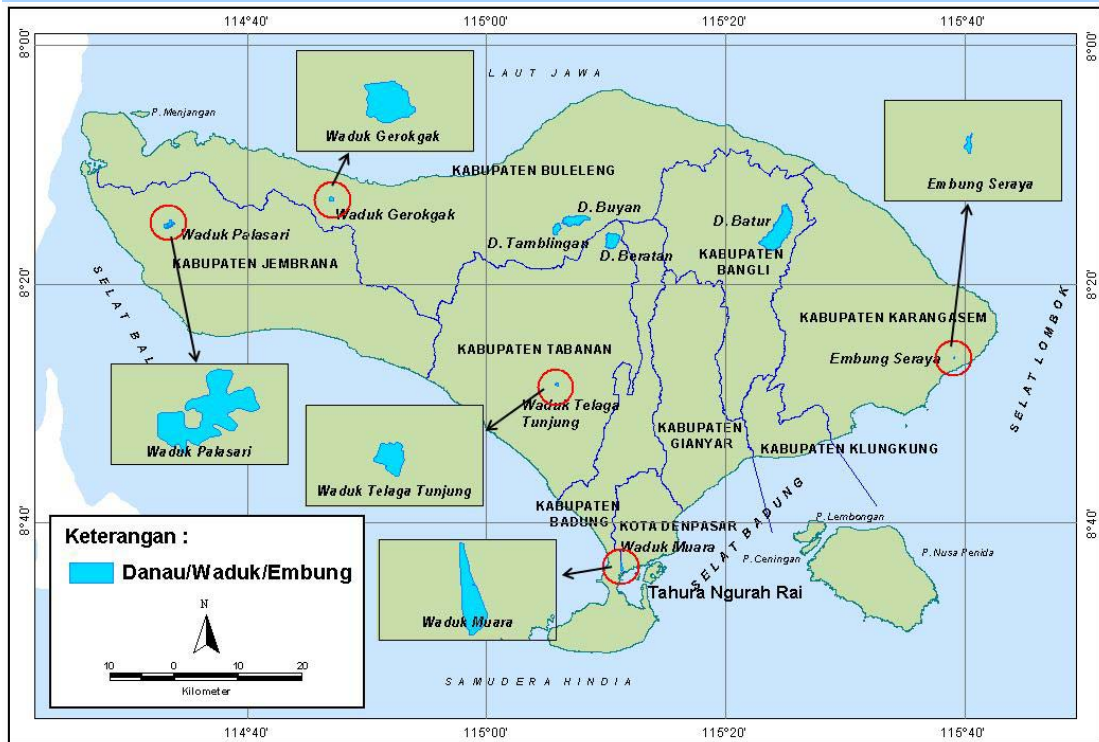 114°40'
115°00'
115°20'
115°40'
8°00'
8°00'
LAUT JAWA
P. Menjangan
Waduk Gerokgak
KABUPATEN BULELENG
Embung Seraya
Waduk Gerokgak
D. Buyan
D. Batur
Waduk Palasari
D. Tamblingan
D. Beratan
KABUPATEN
BANGLI
KABUPATEN JEMBRANA
8°20'
8°20'
SELAT BAL
KABUPATEN KARANGASEM
SELAT LOMBOK
KABUPATEN TABANAN
Embung Seraya
Waduk Telaga
Tunjung
KABUPATEN
GIANYAR
KABUPATEN KLUNGKUNG
Waduk Palasari
Waduk Telaga Tunjung
KABUPATEN
BADUNG
KOTA DENPASAR
SELAT BADUNG
8°40'
8°40'
P. Lembongan
P. Ceningan
P. Nusa Penida
Waduk Muara
Tahura Ngurah Rai
Waduk Muara
Keterangan :
Danau/Waduk/Embung
N
10 0 10 20
Kilometer
SAMUDERA HINDIA
114°40'
115°00'
115°20'
115°40'